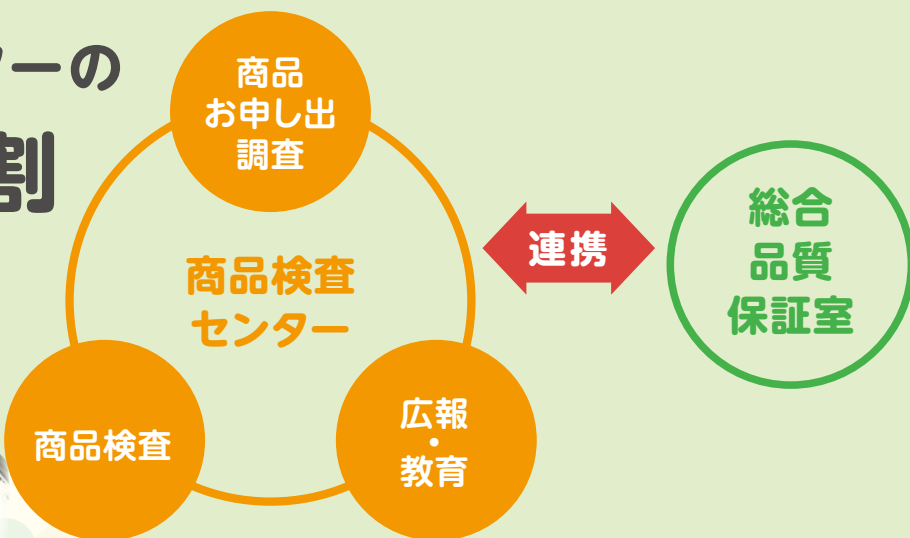 ーの
割
商品
お申し出
調査
商品検査
センター
連携
総合
品質
保証室
商品検査
広報
・
教育